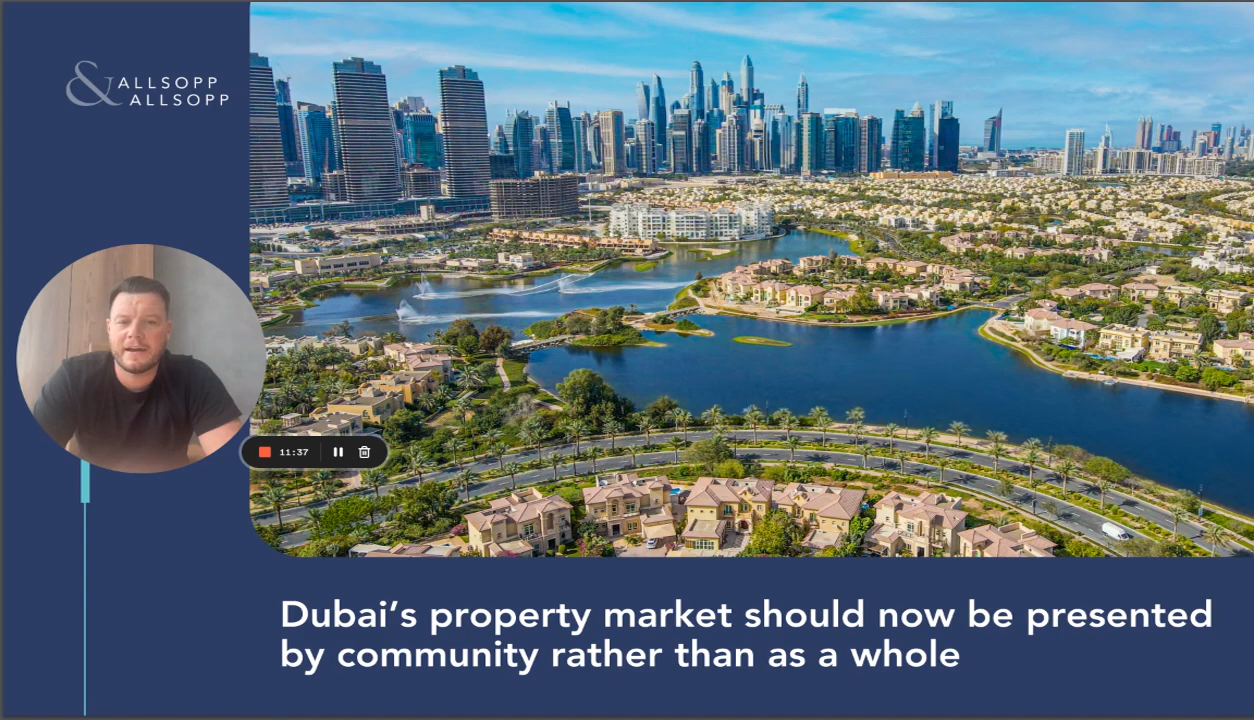 & ALLSOPP
ALLSOPP
11:37
Dubai’s property market should now be presented
by community rather than as a whole